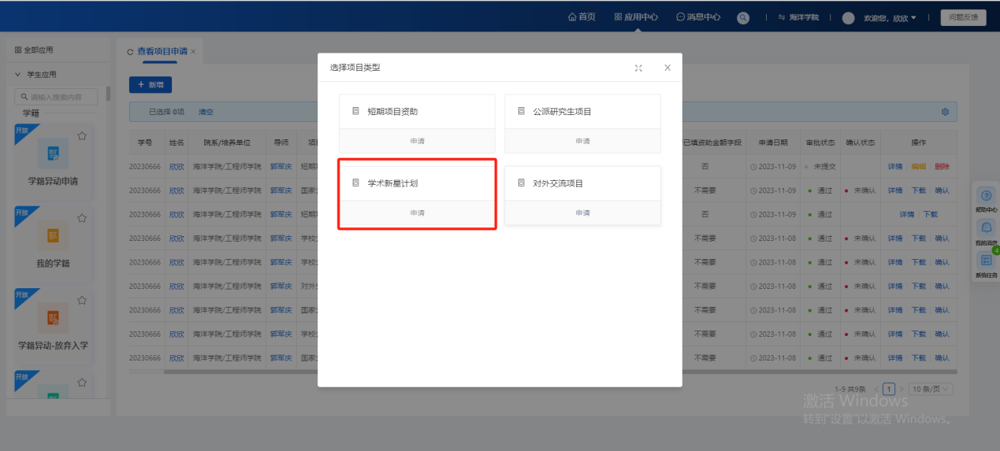 首页 应用中心 消息中心 海洋学院 欢迎您，欣欣 问题反馈
全部应用
学生应用
请输入搜索内容
学籍
开放
学籍异动申请
开放
我的学籍
开放
学籍异动-放弃入学
开放
查看项目申请
+ 新增
已选择 0项 清空
学号 姓名 院系/培养单位 导师 已填资助金额字段 申请日期 审批状态 确认状态 操作
20230666 欣欣 海洋学院/工程师学院 郭军庆 短期 否 2023-11-09 未提交 详情 编辑 删除
20230666 欣欣 海洋学院/工程师学院 郭军庆 国家 不需要 2023-11-09 通过 未确认 详情 下载 确认
20230666 欣欣 海洋学院/工程师学院 郭军庆 短期 否 2023-11-09 通过 详情 下载
20230666 欣欣 海洋学院/工程师学院 郭军庆 学校 不需要 2023-11-08 通过 未确认 详情 下载 确认
20230666 欣欣 海洋学院/工程师学院 郭军庆 学校 不需要 2023-11-08 通过 未确认 详情 下载 确认
20230666 欣欣 海洋学院/工程师学院 郭军庆 对外 不需要 2023-11-08 通过 未确认 详情 下载 确认
20230666 欣欣 海洋学院/工程师学院 郭军庆 国家 不需要 2023-11-08 通过 未确认 详情 下载 确认
20230666 欣欣 海洋学院/工程师学院 郭军庆 学校 不需要 2023-11-08 通过 未确认 详情 下载 确认
20230666 欣欣 海洋学院/工程师学院 郭军庆 国家 不需要 2023-11-08 通过 未确认 详情 下载 确认
1-9 共9条 1 10 条/页
选择项目类型
短期项目资助 公派研究生项目
申请 申请
学术新星计划 对外交流项目
申请 申请
帮助中心
我的消息
4
系统任务
激活 Windows
转到"设置"以激活 Windows。